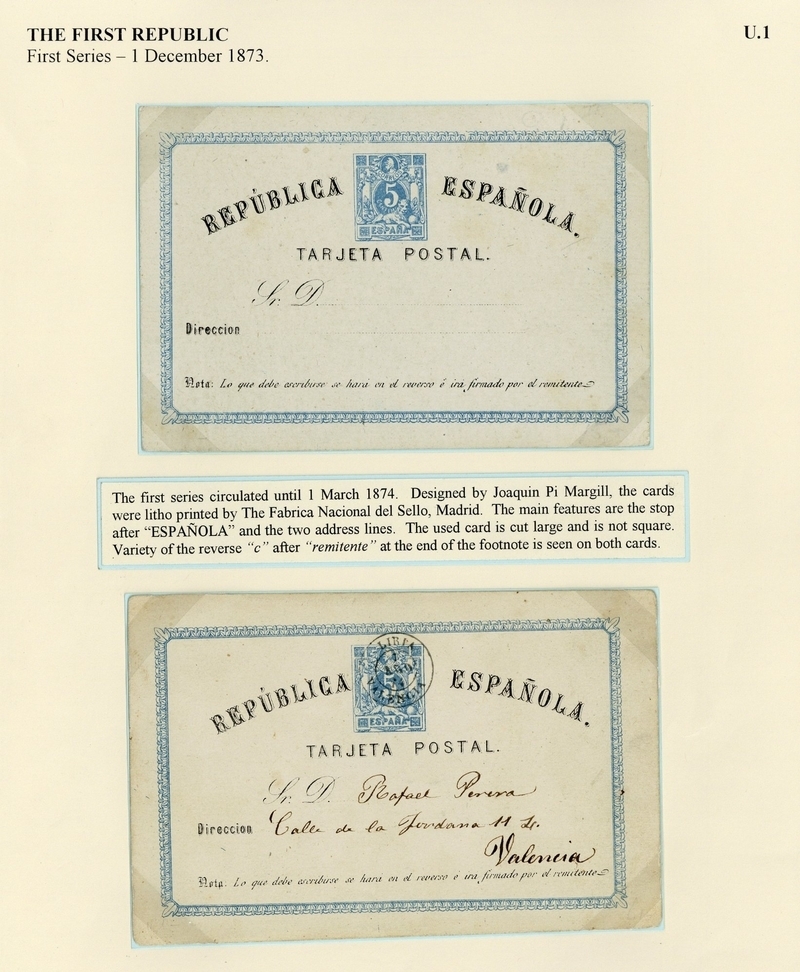 THE FIRST REPUBLIC
U.1
First Series – 1 December 1873.
REPÚBLICA ESPAÑOLA.
5
ESPAÑA
TARJETA POSTAL.
Sr. D.
Direccion
Nota: Lo que debe escribirse se hará en el reverso é irá firmado por el remitente.
The first series circulated until 1 March 1874. Designed by Joaquin Pi Margill, the cards
were litho printed by The Fabrica Nacional del Sello, Madrid. The main features are the stop
after “ESPAÑOLA” and the two address lines. The used card is cut large and is not square.
Variety of the reverse “c” after “remitente” at the end of the footnote is seen on both cards.
REPÚBLICA ESPAÑOLA.
5
VALENCIA
ESPAÑA
TARJETA POSTAL.
Sr. D. Rafael Perera
Direccion Calle de la Jordana 11
Valencia
Nota: Lo que debe escribirse se hará en el reverso é irá firmado por el remitente.